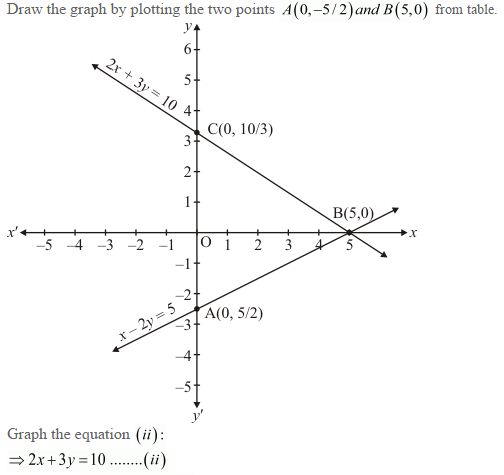 Draw the graph by plotting the two points A(0,−5/2) and B(5,0) from table.
y
6
5
2x + 3y = 10
4
C(0, 10/3)
3
2
1
B(5,0)
x' −5 −4 −3 −2 −1 O 1 2 3 4 5 x
−1
−2
x − 2y = 5
A(0, 5/2)
−3
−4
−5
y'
Graph the equation (ii):
⇒ 2x+3y=10 ........(ii)